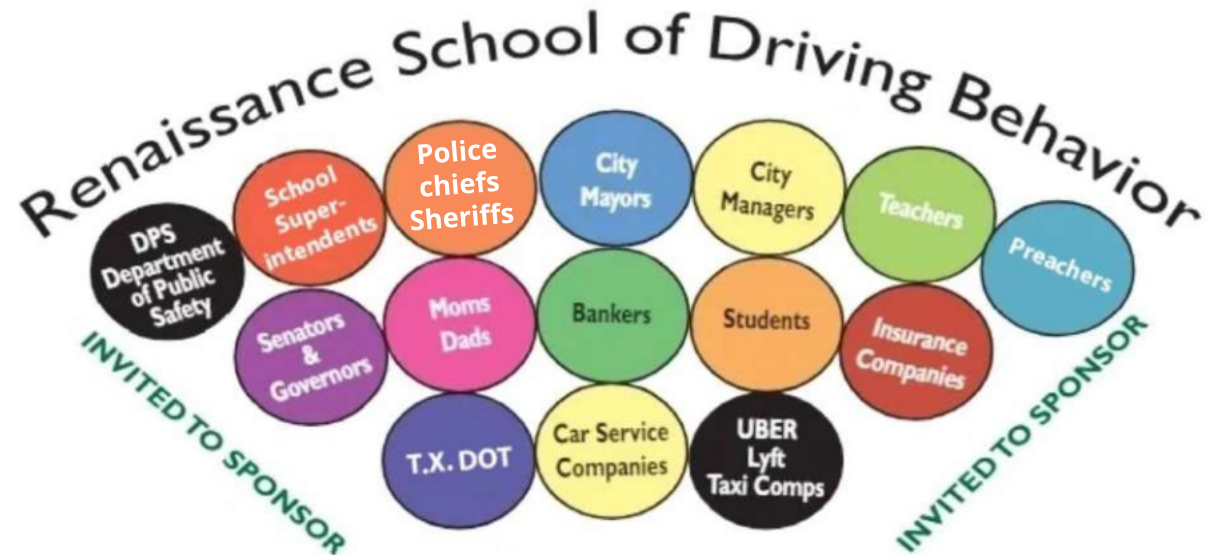 Renaissance School of Driving Behavior
DPS
Department
of Public
Safety
School
Super-
intendents
Police
chiefs
Sheriffs
City
Mayors
City
Managers
Teachers
Preachers
Senators
&
Governors
Moms
Dads
Bankers
Students
Insurance
Companies
T.X. DOT
Car Service
Companies
UBER
Lyft
Taxi Comps
INVITED TO SPONSOR
INVITED TO SPONSOR